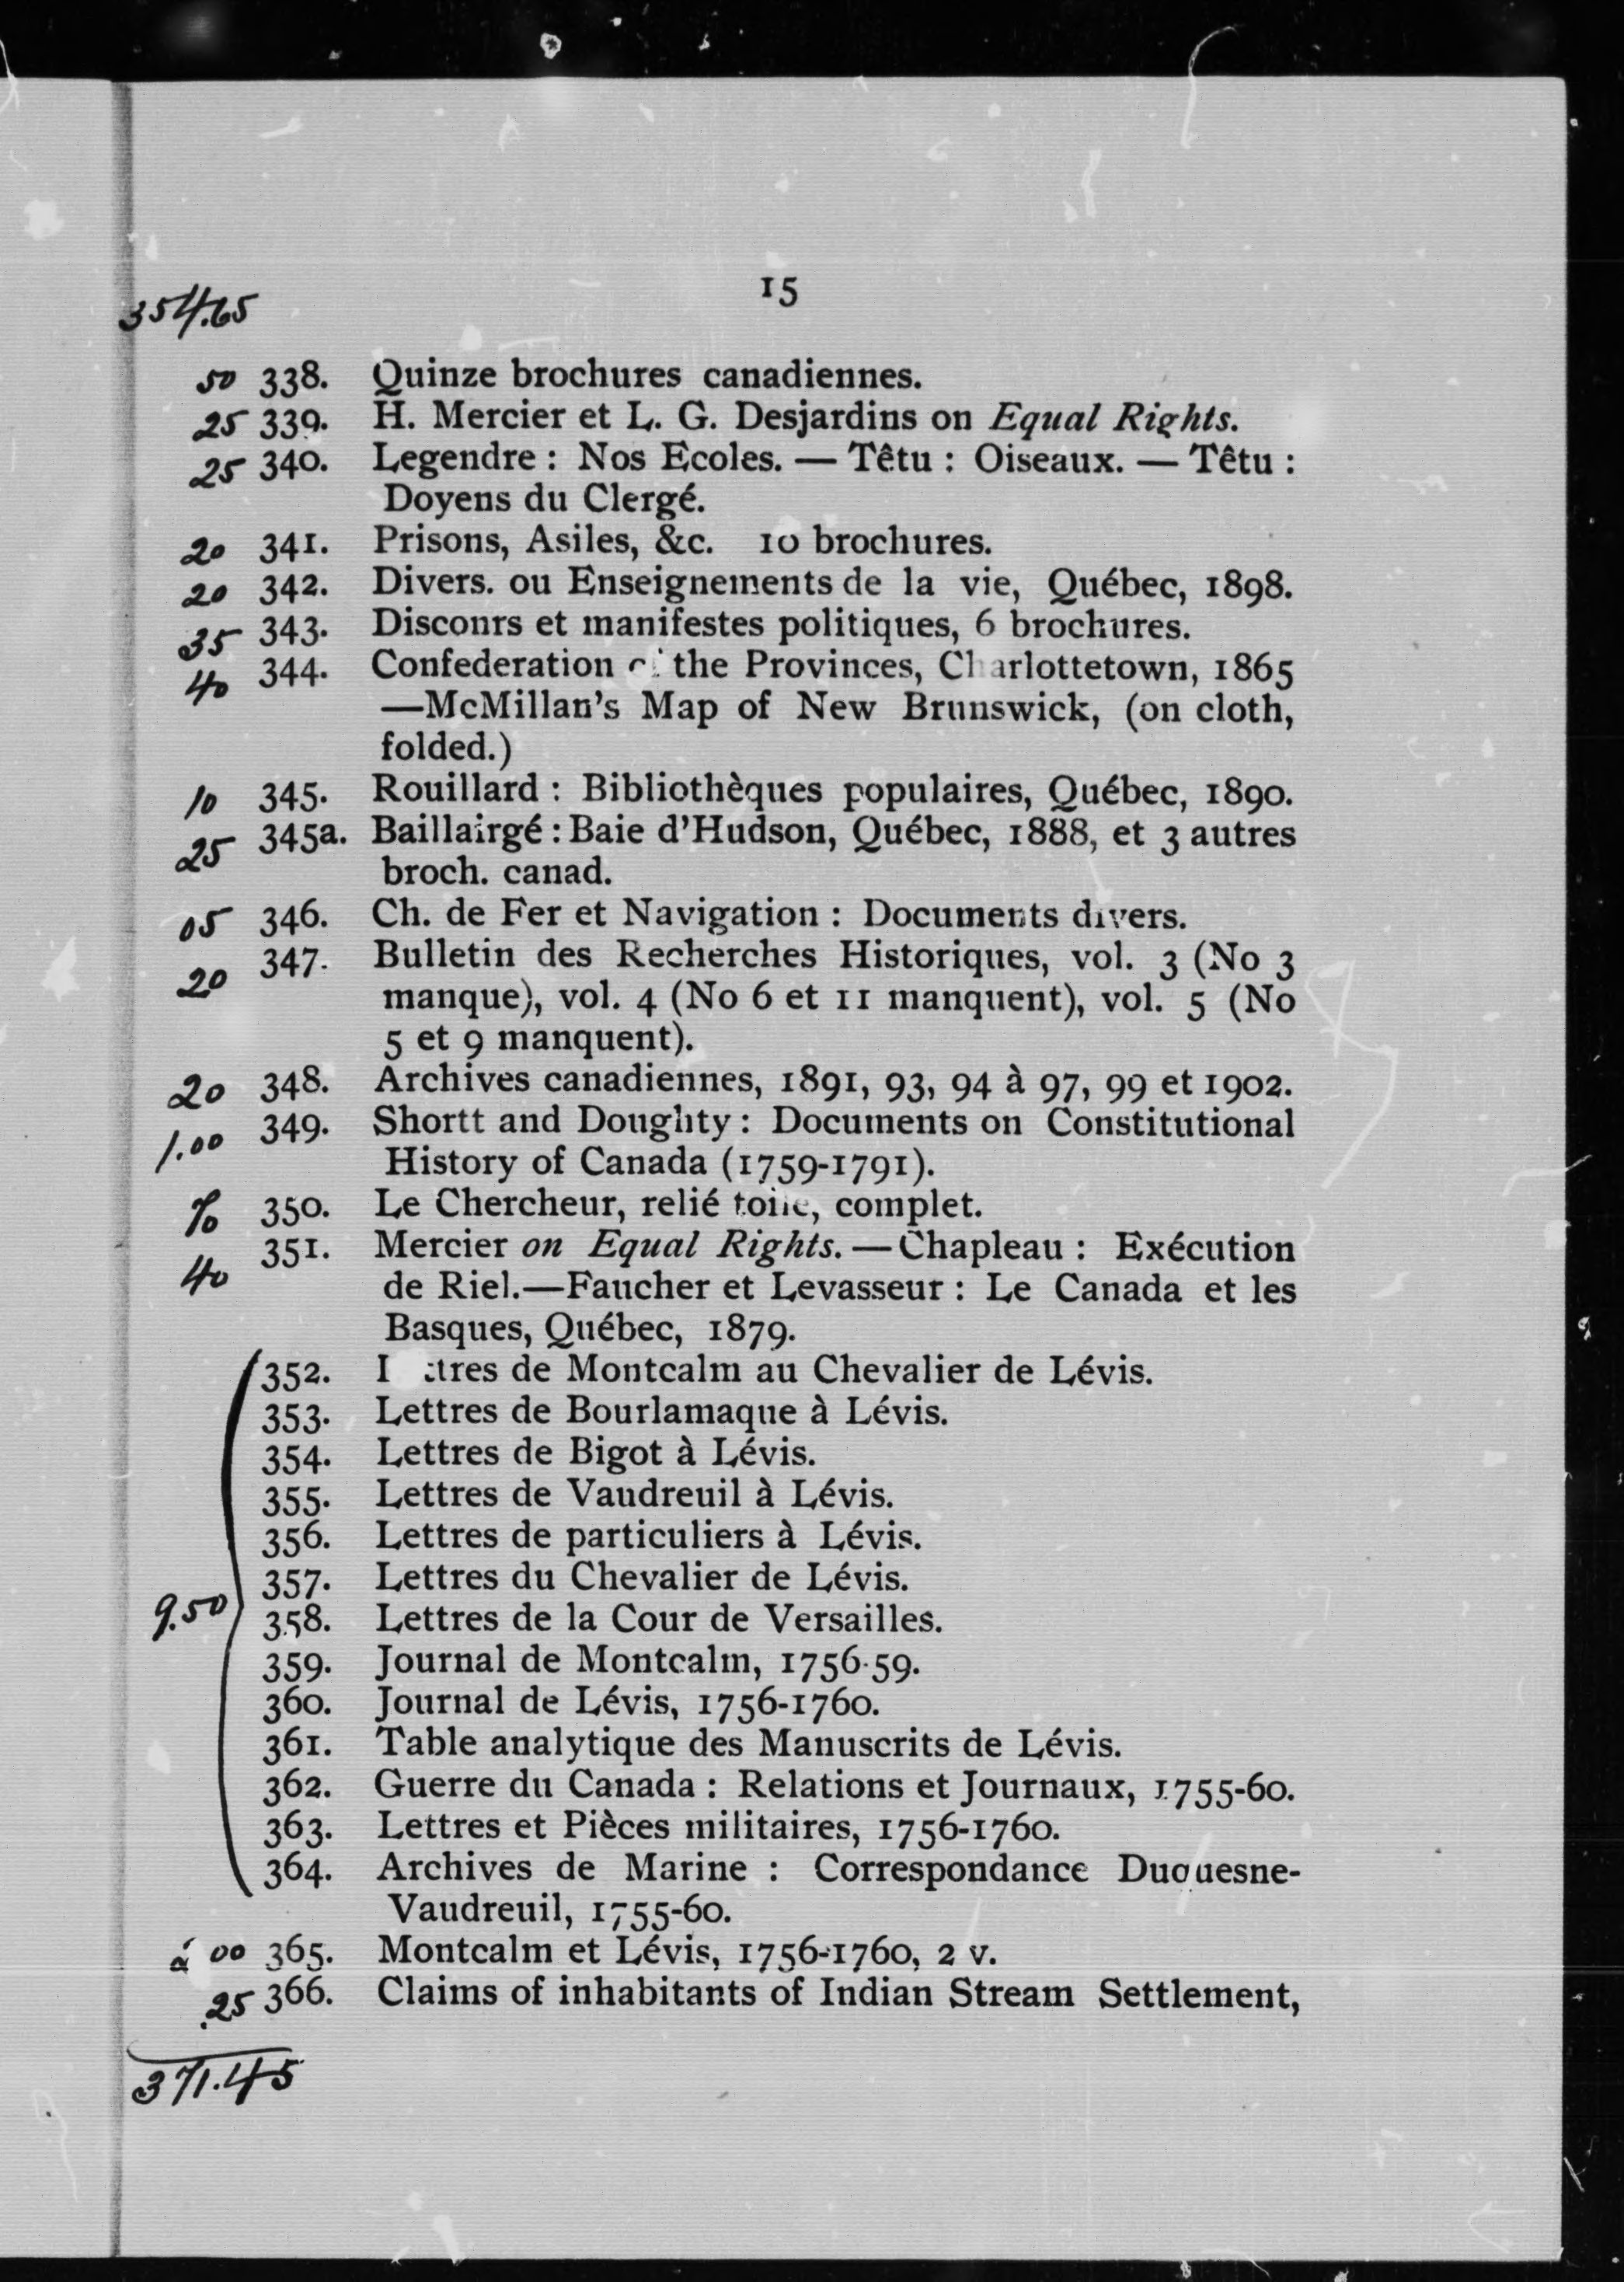 15
354.65
50 338. Quinze brochures canadiennes.
25 339. H. Mercier et L. G. Desjardins on Equal Rights.
25 340. Legendre : Nos Ecoles. — Têtu : Oiseaux. — Têtu :
Doyens du Clergé.
20 341. Prisons, Asiles, &c. 10 brochures.
20 342. Divers. ou Enseignements de la vie, Québec, 1898.
35 343. Discours et manifestes politiques, 6 brochures.
40 344. Confederation of the Provinces, Charlottetown, 1865
—McMillan's Map of New Brunswick, (on cloth,
folded.)
10 345. Rouillard : Bibliothèques populaires, Québec, 1890.
25 345a. Baillairgé : Baie d'Hudson, Québec, 1888, et 3 autres
broch. canad.
05 346. Ch. de Fer et Navigation : Documents divers.
20 347. Bulletin des Recherches Historiques, vol. 3 (No 3
manque), vol. 4 (No 6 et 11 manquent), vol. 5 (No
5 et 9 manquent).
20 348. Archives canadiennes, 1891, 93, 94 à 97, 99 et 1902.
1.00 349. Shortt and Doughty : Documents on Constitutional
History of Canada (1759-1791).
70 350. Le Chercheur, relié toile, complet.
40 351. Mercier on Equal Rights. — Chapleau : Exécution
de Riel.—Faucher et Levasseur : Le Canada et les
Basques, Québec, 1879.
352. Lettres de Montcalm au Chevalier de Lévis.
353. Lettres de Bourlamaque à Lévis.
354. Lettres de Bigot à Lévis.
355. Lettres de Vaudreuil à Lévis.
356. Lettres de particuliers à Lévis.
357. Lettres du Chevalier de Lévis.
9.50 358. Lettres de la Cour de Versailles.
359. Journal de Montcalm, 1756-59.
360. Journal de Lévis, 1756-1760.
361. Table analytique des Manuscrits de Lévis.
362. Guerre du Canada : Relations et Journaux, 1755-60.
363. Lettres et Pièces militaires, 1756-1760.
364. Archives de Marine : Correspondance Duquesne-
Vaudreuil, 1755-60.
2 00 365. Montcalm et Lévis, 1756-1760, 2 v.
.25 366. Claims of inhabitants of Indian Stream Settlement,
371.45